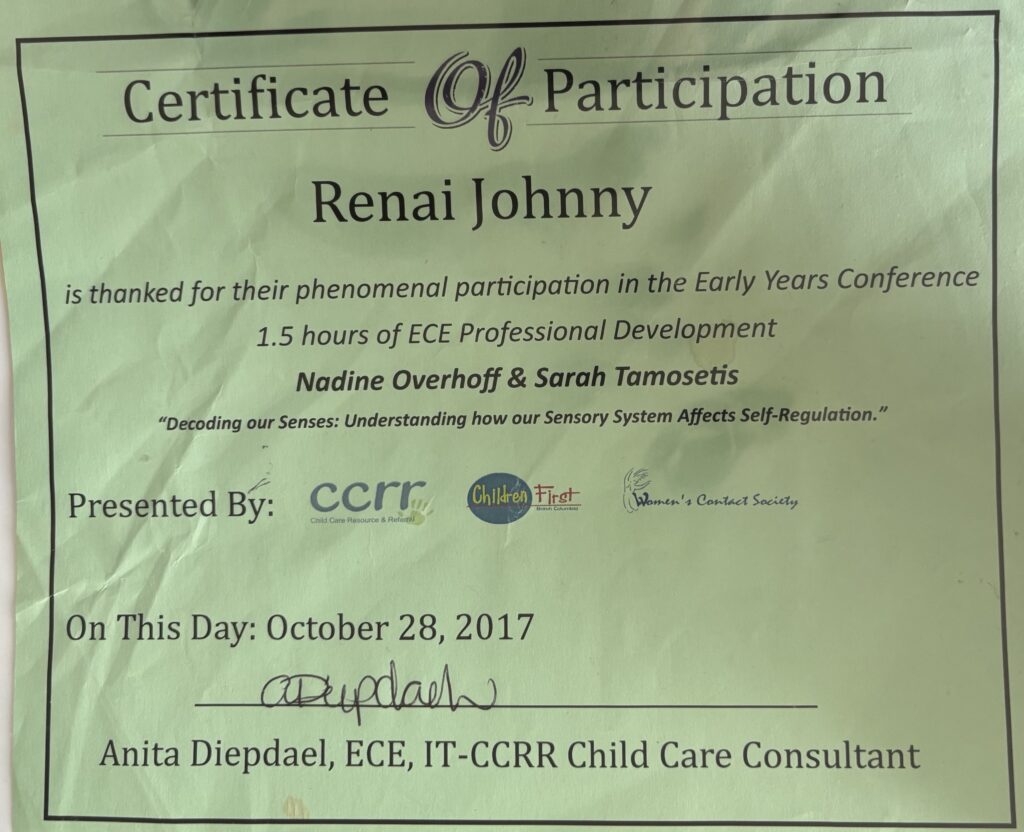 Certificate Of Participation
Renai Johnny
is thanked for their phenomenal participation in the Early Years Conference
1.5 hours of ECE Professional Development
Nadine Overhoff & Sarah Tamosetis
“Decoding our Senses: Understanding how our Sensory System Affects Self-Regulation.”
Presented By: ccrr Child Care Resource & Referral Children First British Columbia Women's Contact Society
On This Day: October 28, 2017
ADiepdael
Anita Diepdael, ECE, IT-CCRR Child Care Consultant